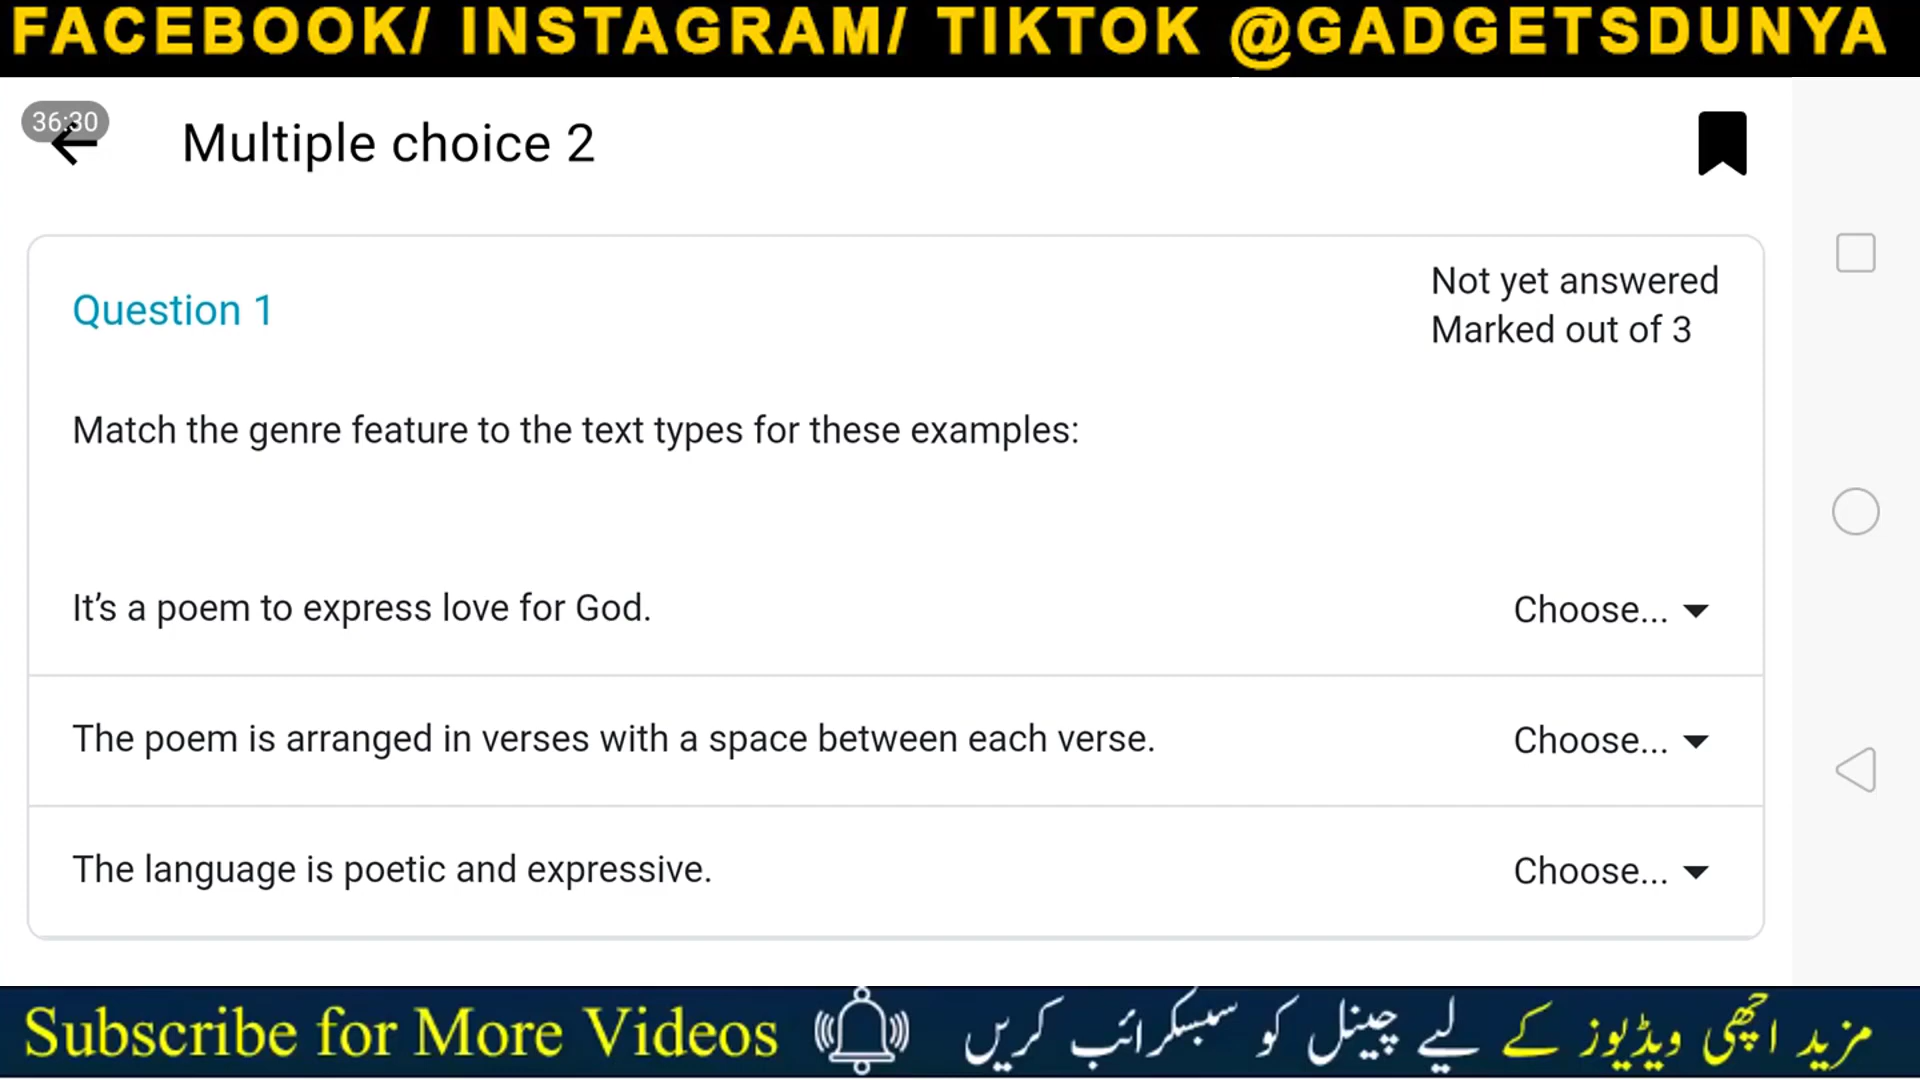 FACEBOOK/ INSTAGRAM/ TIKTOK @GADGETSDUNYA
36:30
Multiple choice 2
Question 1
Not yet answered
Marked out of 3
Match the genre feature to the text types for these examples:
It’s a poem to express love for God.
Choose...
The poem is arranged in verses with a space between each verse.
Choose...
The language is poetic and expressive.
Choose...
Subscribe for More Videos
مزید اچھی ویڈیوز کے لیے چینل کو سبسکرائب کریں